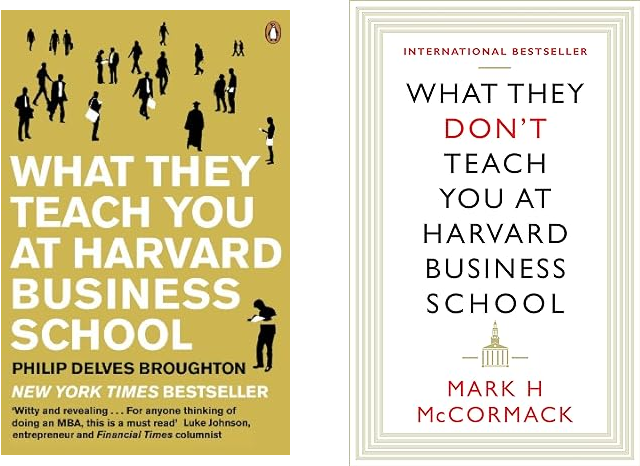 WHAT THEY
TEACH YOU
AT HARVARD
BUSINESS
SCHOOL
PHILIP DELVES BROUGHTON
NEW YORK TIMES BESTSELLER
‘Witty and revealing . . . For anyone thinking of
doing an MBA, this is a must read’ Luke Johnson,
entrepreneur and Financial Times columnist
INTERNATIONAL BESTSELLER
WHAT THEY
DON'T
TEACH
YOU AT
HARVARD
BUSINESS
SCHOOL
MARK H
McCORMACK